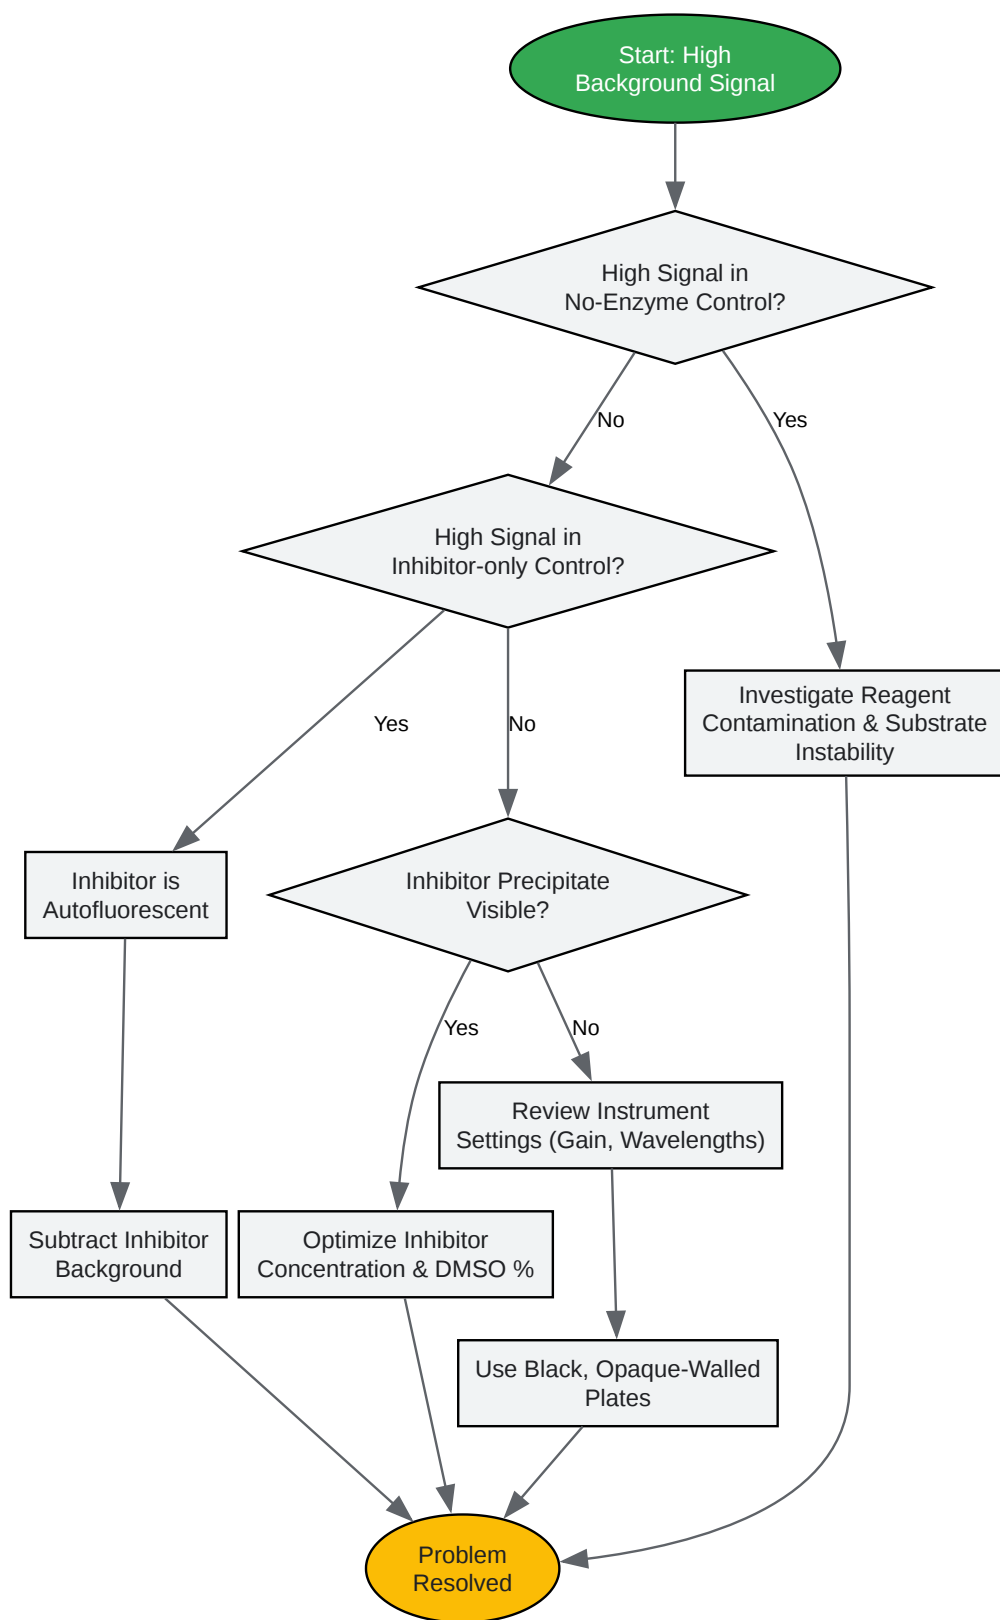 Start: High
Background Signal
High Signal in
No-Enzyme Control?
No
Yes
High Signal in
Inhibitor-only Control?
Investigate Reagent
Contamination & Substrate
Instability
Yes
No
Inhibitor is
Autofluorescent
Inhibitor Precipitate
Visible?
Yes
No
Review Instrument
Settings (Gain, Wavelengths)
Subtract Inhibitor
Background
Optimize Inhibitor
Concentration & DMSO %
Use Black, Opaque-Walled
Plates
Problem
Resolved